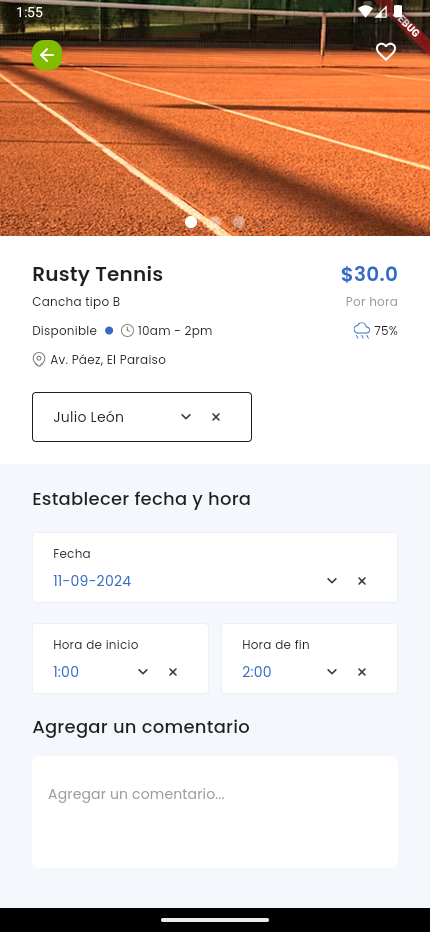 1:55
EBUG
Rusty Tennis
$30.0
Cancha tipo B
Por hora
Disponible
10am - 2pm
75%
Av. Páez, El Paraiso
Julio León
Establecer fecha y hora
Fecha
11-09-2024
Hora de inicio
Hora de fin
1:00
2:00
Agregar un comentario
Agregar un comentario...